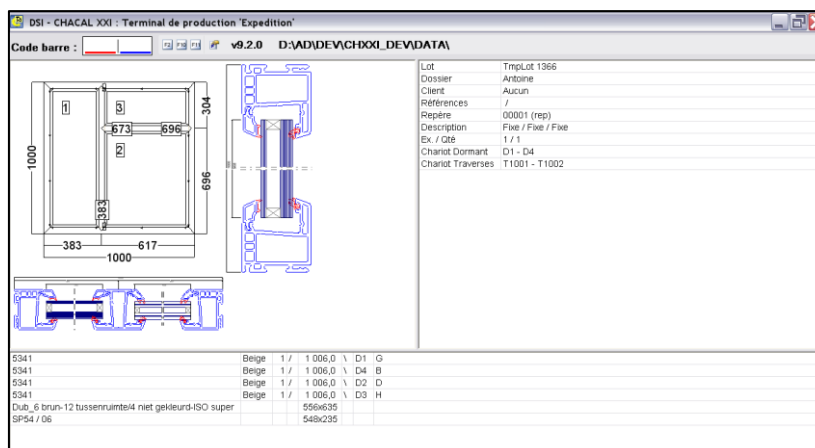 DSI - CHACAL XXI : Terminal de production 'Expedition'
Code barre : F2 F10 F11 v9.2.0 D:\AD\DEV\CHXXI_DEV\DATA\
1
3
304
673 696
2
1000
696
383
383 617
1000
Lot TmpLot 1366
Dossier Antoine
Client Aucun
Références /
Repère 00001 (rep)
Description Fixe / Fixe / Fixe
Ex. / Qté 1 / 1
Chariot Dormant D1 - D4
Chariot Traverses T1001 - T1002
5341 Beige 1 / 1 006,0 \ D1 G
5341 Beige 1 / 1 006,0 \ D4 B
5341 Beige 1 / 1 006,0 \ D2 D
5341 Beige 1 / 1 006,0 \ D3 H
Dub_6 brun-12 tussenruimte/4 niet gekleurd-ISO super 556x635
SP54 / 06 548x235